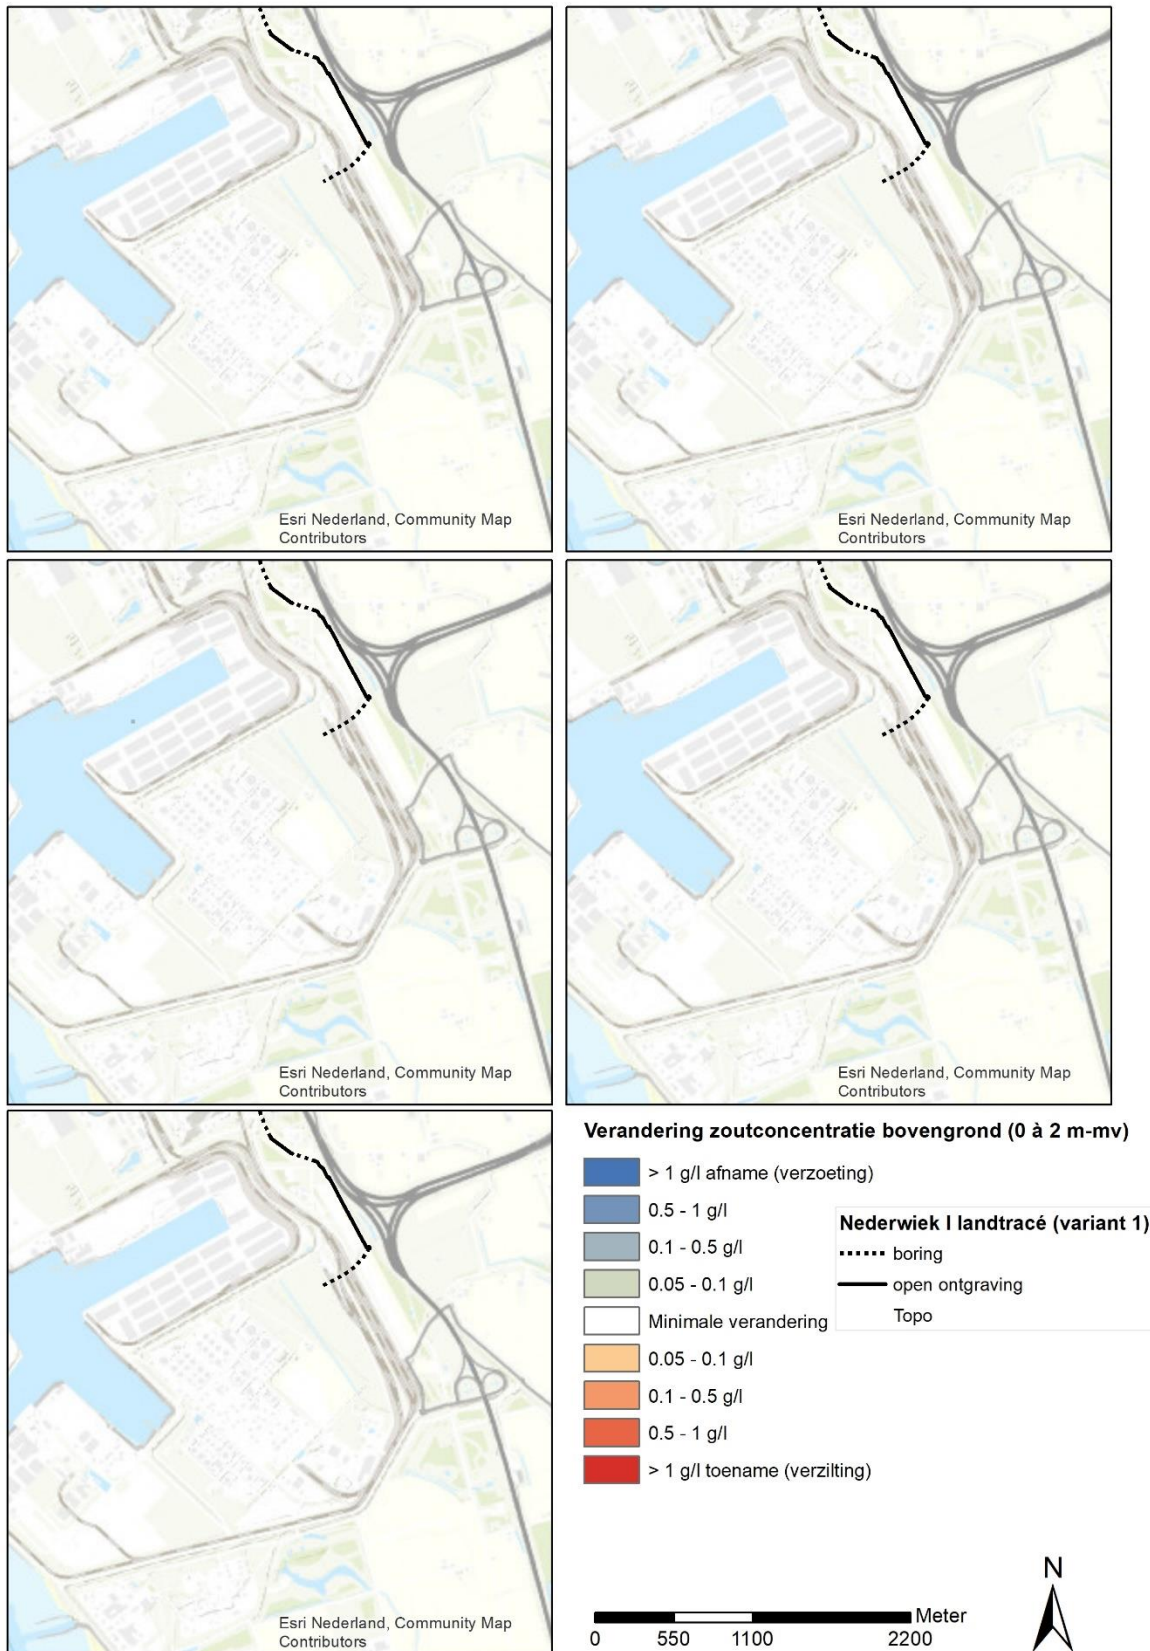 Esri Nederland, Community Map
Contributors
Esri Nederland, Community Map
Contributors
Esri Nederland, Community Map
Contributors
Esri Nederland, Community Map
Contributors
Esri Nederland, Community Map
Contributors
Verandering zoutconcentratie bovengrond (0 à 2 m-mv)
> 1 g/l afname (verzoeting)
0.5 - 1 g/l
0.1 - 0.5 g/l
0.05 - 0.1 g/l
Minimale verandering
0.05 - 0.1 g/l
0.1 - 0.5 g/l
0.5 - 1 g/l
> 1 g/l toename (verzilting)
Nederwiek I landtracé (variant 1)
boring
open ontgraving
Topo
Meter
0 550 1100 2200
N